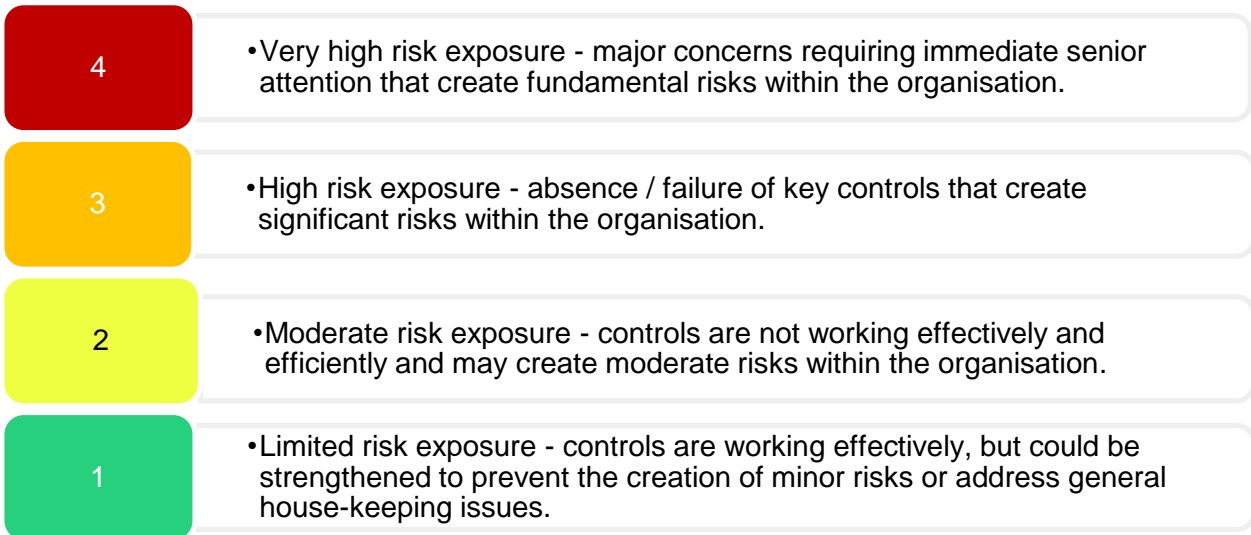 4
•Very high risk exposure - major concerns requiring immediate senior
attention that create fundamental risks within the organisation.
3
•High risk exposure - absence / failure of key controls that create
significant risks within the organisation.
2
•Moderate risk exposure - controls are not working effectively and
efficiently and may create moderate risks within the organisation.
1
•Limited risk exposure - controls are working effectively, but could be
strengthened to prevent the creation of minor risks or address general
house-keeping issues.